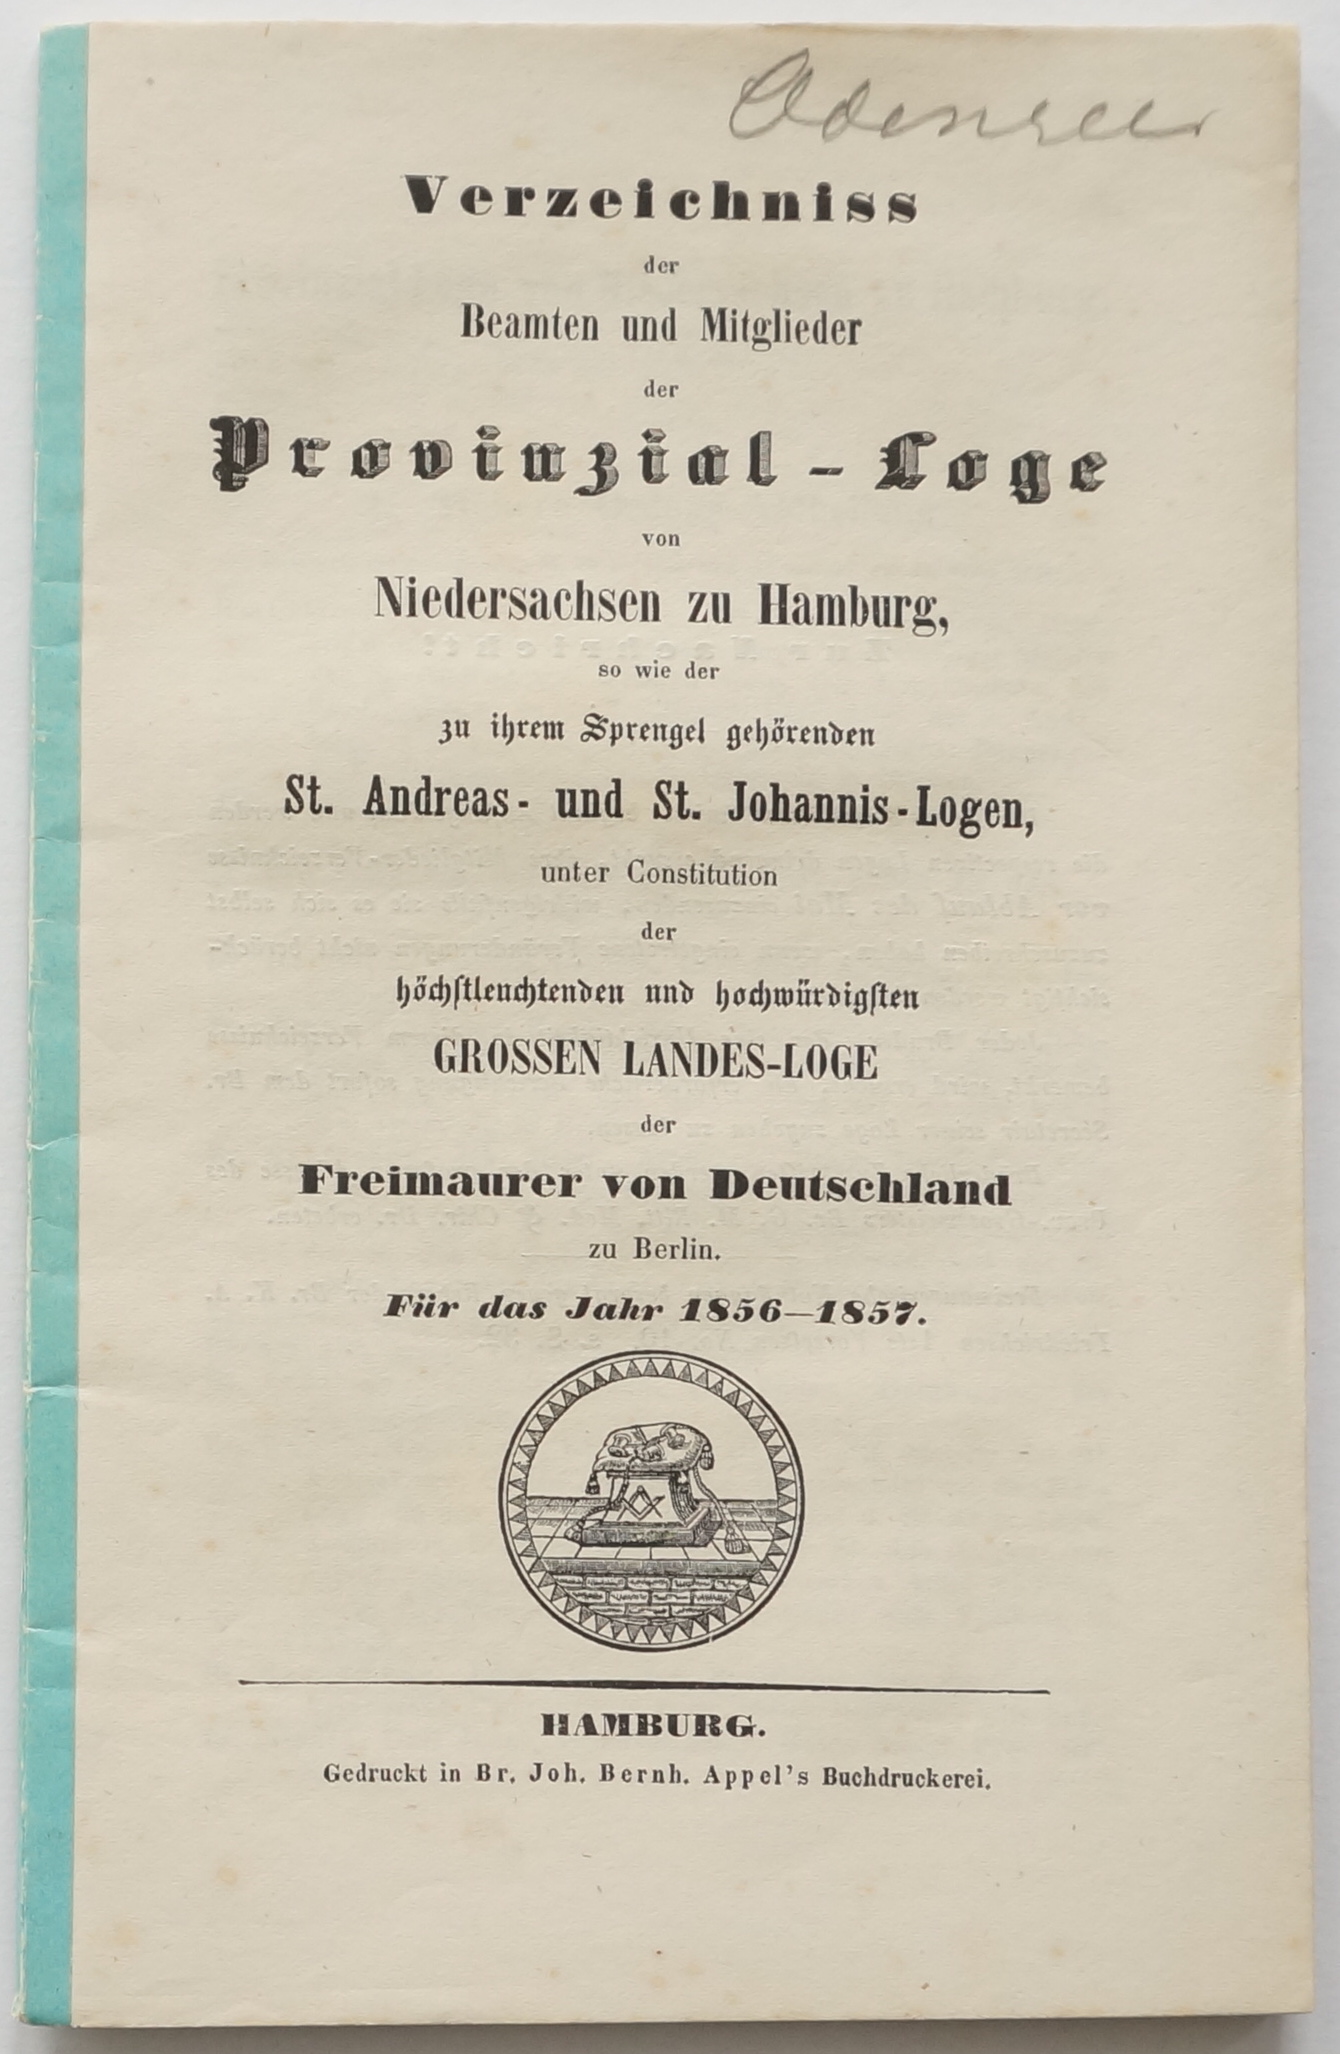 Verzeichniss
der
Beamten und Mitglieder
der
Provinzial - Loge
von
Niedersachsen zu Hamburg,
so wie der
zu ihrem Sprengel gehörenden
St. Andreas- und St. Johannis-Logen,
unter Constitution
der
höchstleuchtenden und hochwürdigsten
GROSSEN LANDES-LOGE
der
Freimaurer von Deutschland
zu Berlin.
Für das Jahr 1856—1857.
HAMBURG.
Gedruckt in Br. Joh. Bernh. Appel's Buchdruckerei.